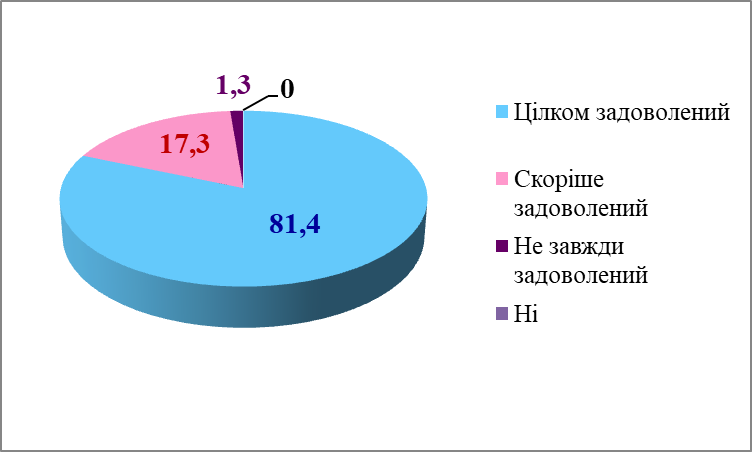 1,3
0
17,3
81,4
Цілком задоволений
Скоріше
задоволений
Не завжди
задоволений
Ні